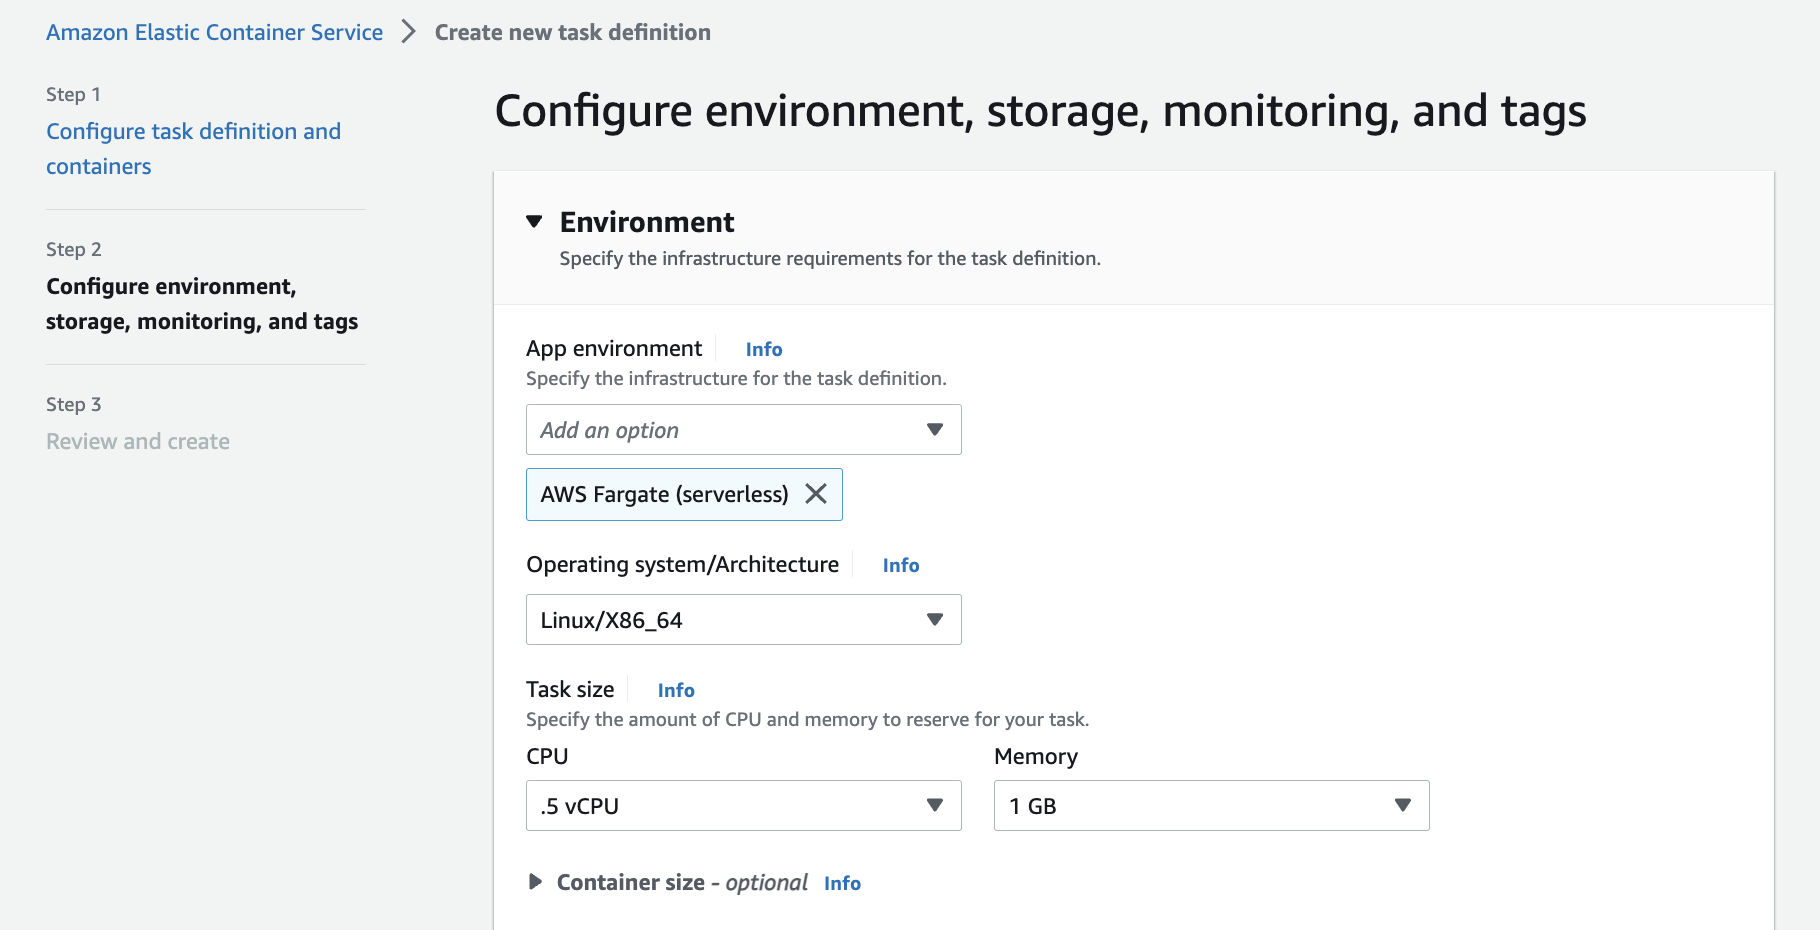 Amazon Elastic Container Service > Create new task definition
Step 1
Configure task definition and
containers
Step 2
Configure environment,
storage, monitoring, and tags
Step 3
Review and create
Configure environment, storage, monitoring, and tags
Environment
Specify the infrastructure requirements for the task definition.
App environment Info
Specify the infrastructure for the task definition.
Add an option
AWS Fargate (serverless)
Operating system/Architecture Info
Linux/X86_64
Task size Info
Specify the amount of CPU and memory to reserve for your task.
CPU Memory
.5 vCPU 1 GB
Container size - optional Info